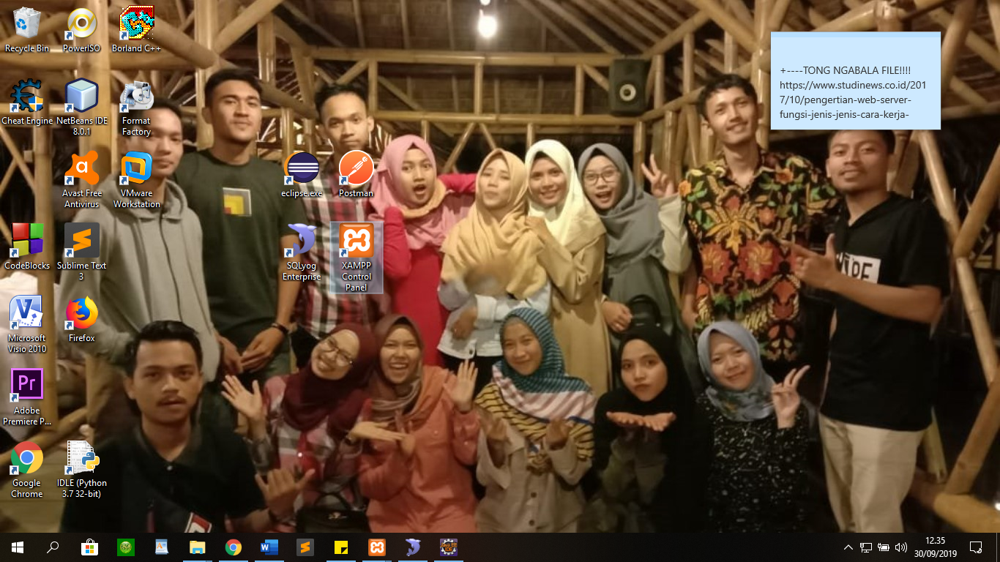 Recycle Bin
PowerISO
Borland C++
Cheat Engine
NetBeans IDE
8.0.1
Format
Factory
Avast Free
Antivirus
VMware
Workstation
eclipse.exe
Postman
CodeBlocks
Sublime Text
3
SQLyog
Enterprise
XAMPP
Control
Panel
Microsoft
Visio 2010
Firefox
Adobe
Premiere P...
Google
Chrome
IDLE (Python
3.7 32-bit)
+----TONG NGABALA FILE!!!!
https://www.studinews.co.id/201
7/10/pengertian-web-server-
fungsi-jenis-jenis-cara-kerja-
Pr
12.35
30/09/2019